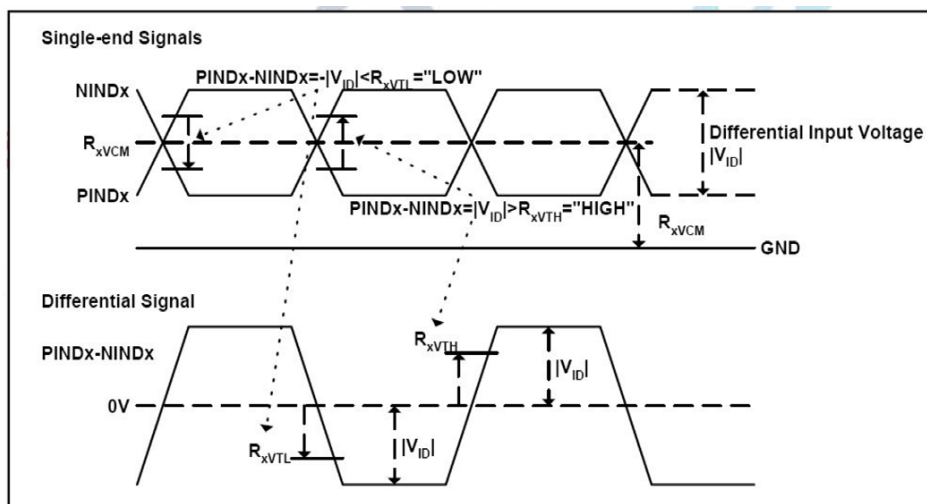 Single-end Signals
PINDx-NINDx=-|VID|<RxVTL="LOW"
NINDx
RxVCM
Differential Input Voltage
|VID|
PINDx
PINDx-NINDx=|VID|>RxVTH="HIGH"
RxVCM
GND
Differential Signal
RxVTH
PINDx-NINDx
|VID|
0V
RxVTL
|VID|